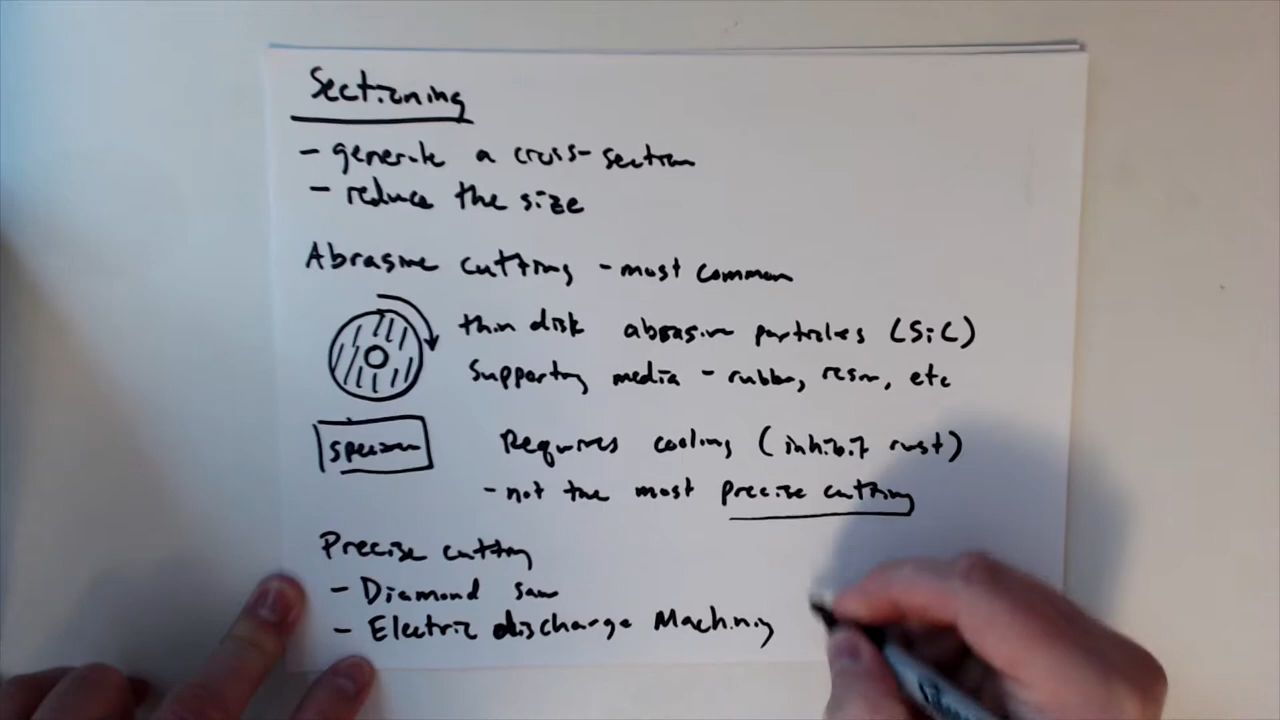 Sectioning
- generate a cross-section
- reduce the size
Abrasive cutting - most common
thin disk abrasive particles (SiC)
Supporting media - rubber, resin, etc
specimen
Requires cooling (inhibit rust)
- not the most precise cutting
Precise cutting
- Diamond saw
- Electric discharge Machining